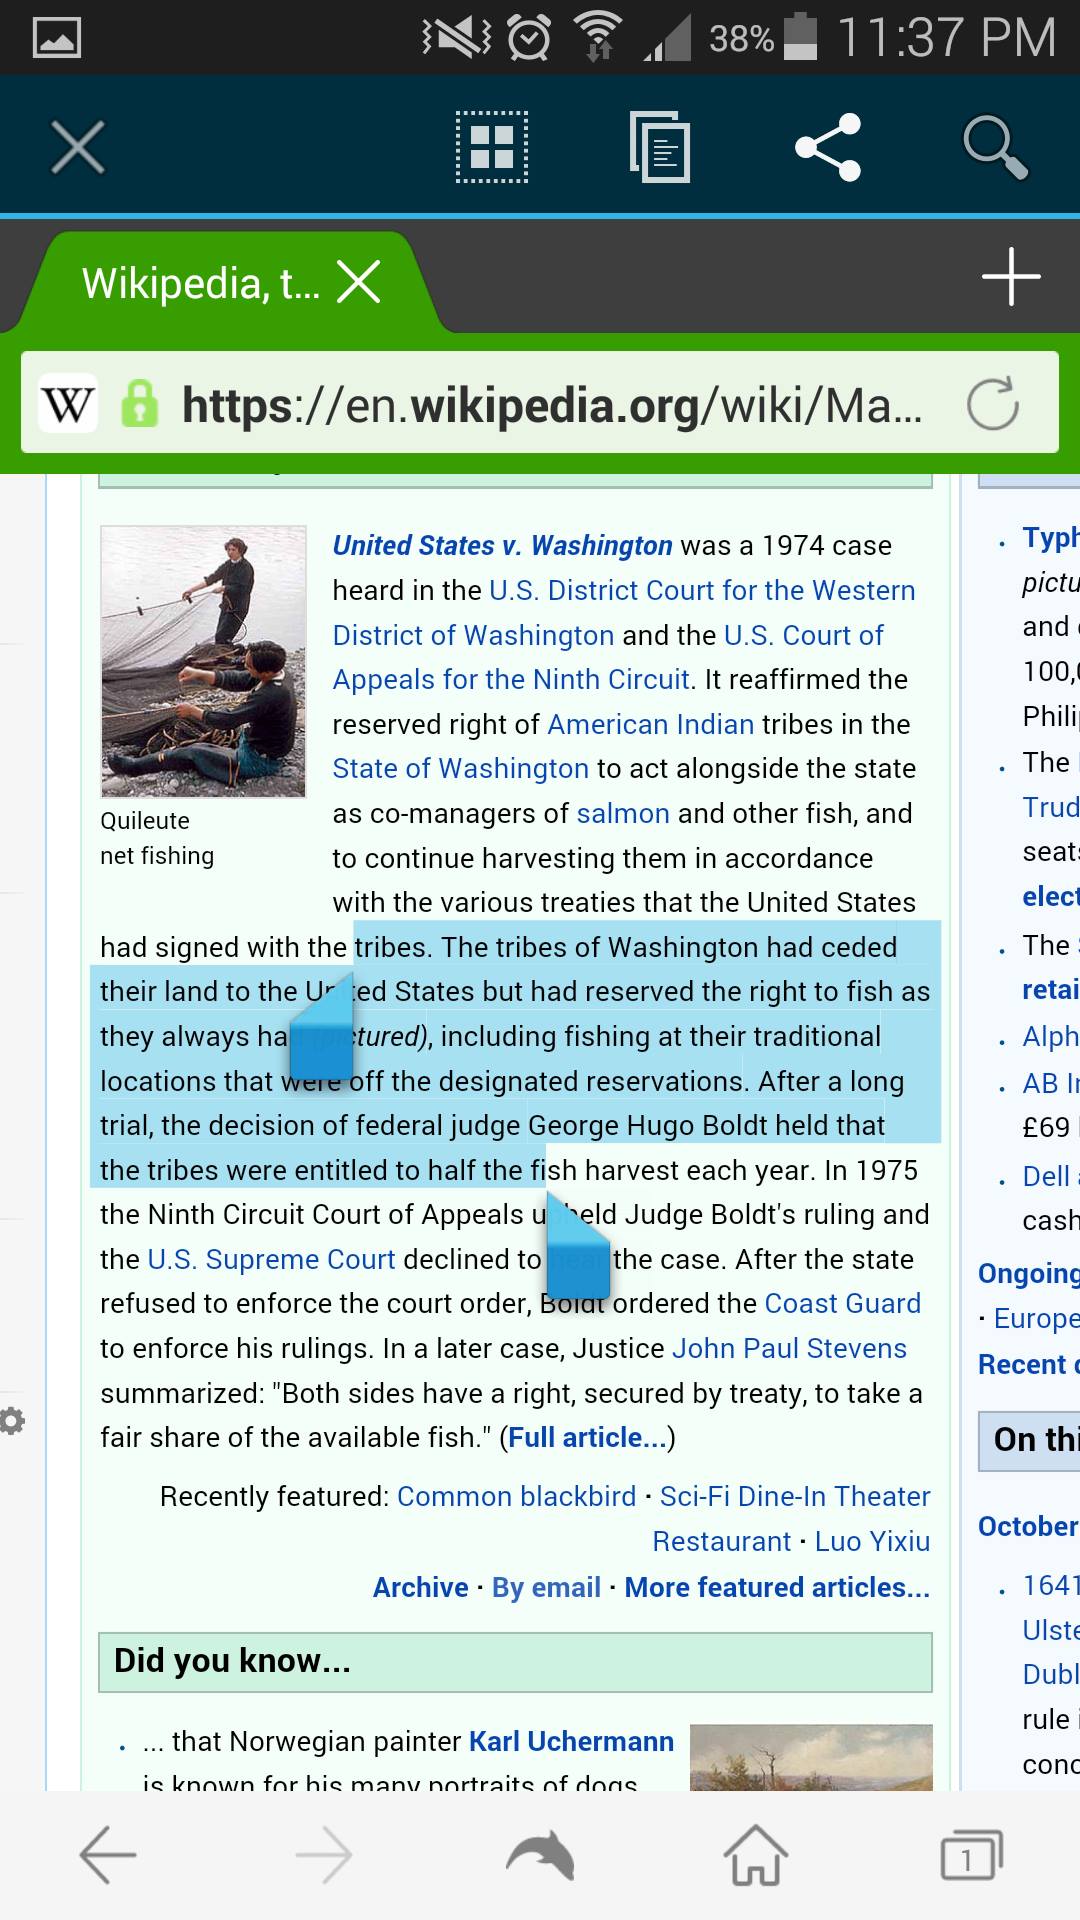 38% 11:37 PM
Wikipedia, t...
W https://en.wikipedia.org/wiki/Ma...
United States v. Washington was a 1974 case
heard in the U.S. District Court for the Western
District of Washington and the U.S. Court of
Appeals for the Ninth Circuit. It reaffirmed the
reserved right of American Indian tribes in the
State of Washington to act alongside the state
as co-managers of salmon and other fish, and
to continue harvesting them in accordance
with the various treaties that the United States
Quileute
net fishing
had signed with the tribes. The tribes of Washington had ceded
their land to the United States but had reserved the right to fish as
they always had (pictured), including fishing at their traditional
locations that were off the designated reservations. After a long
trial, the decision of federal judge George Hugo Boldt held that
the tribes were entitled to half the fish harvest each year. In 1975
the Ninth Circuit Court of Appeals upheld Judge Boldt's ruling and
the U.S. Supreme Court declined to hear the case. After the state
refused to enforce the court order, Boldt ordered the Coast Guard
to enforce his rulings. In a later case, Justice John Paul Stevens
summarized: "Both sides have a right, secured by treaty, to take a
fair share of the available fish." (Full article...)
Recently featured: Common blackbird · Sci-Fi Dine-In Theater
Restaurant · Luo Yixiu
Archive · By email · More featured articles...
Did you know...
... that Norwegian painter Karl Uchermann
is known for his many portraits of dogs
Typh
pictu
and
100,
Phili
The
Trud
seats
elect
The
retai
Alph
AB I
£69
Dell
cash
Ongoing
· Europe
Recent
On thi
October
1641
Ulste
Dubl
rule
conc
1